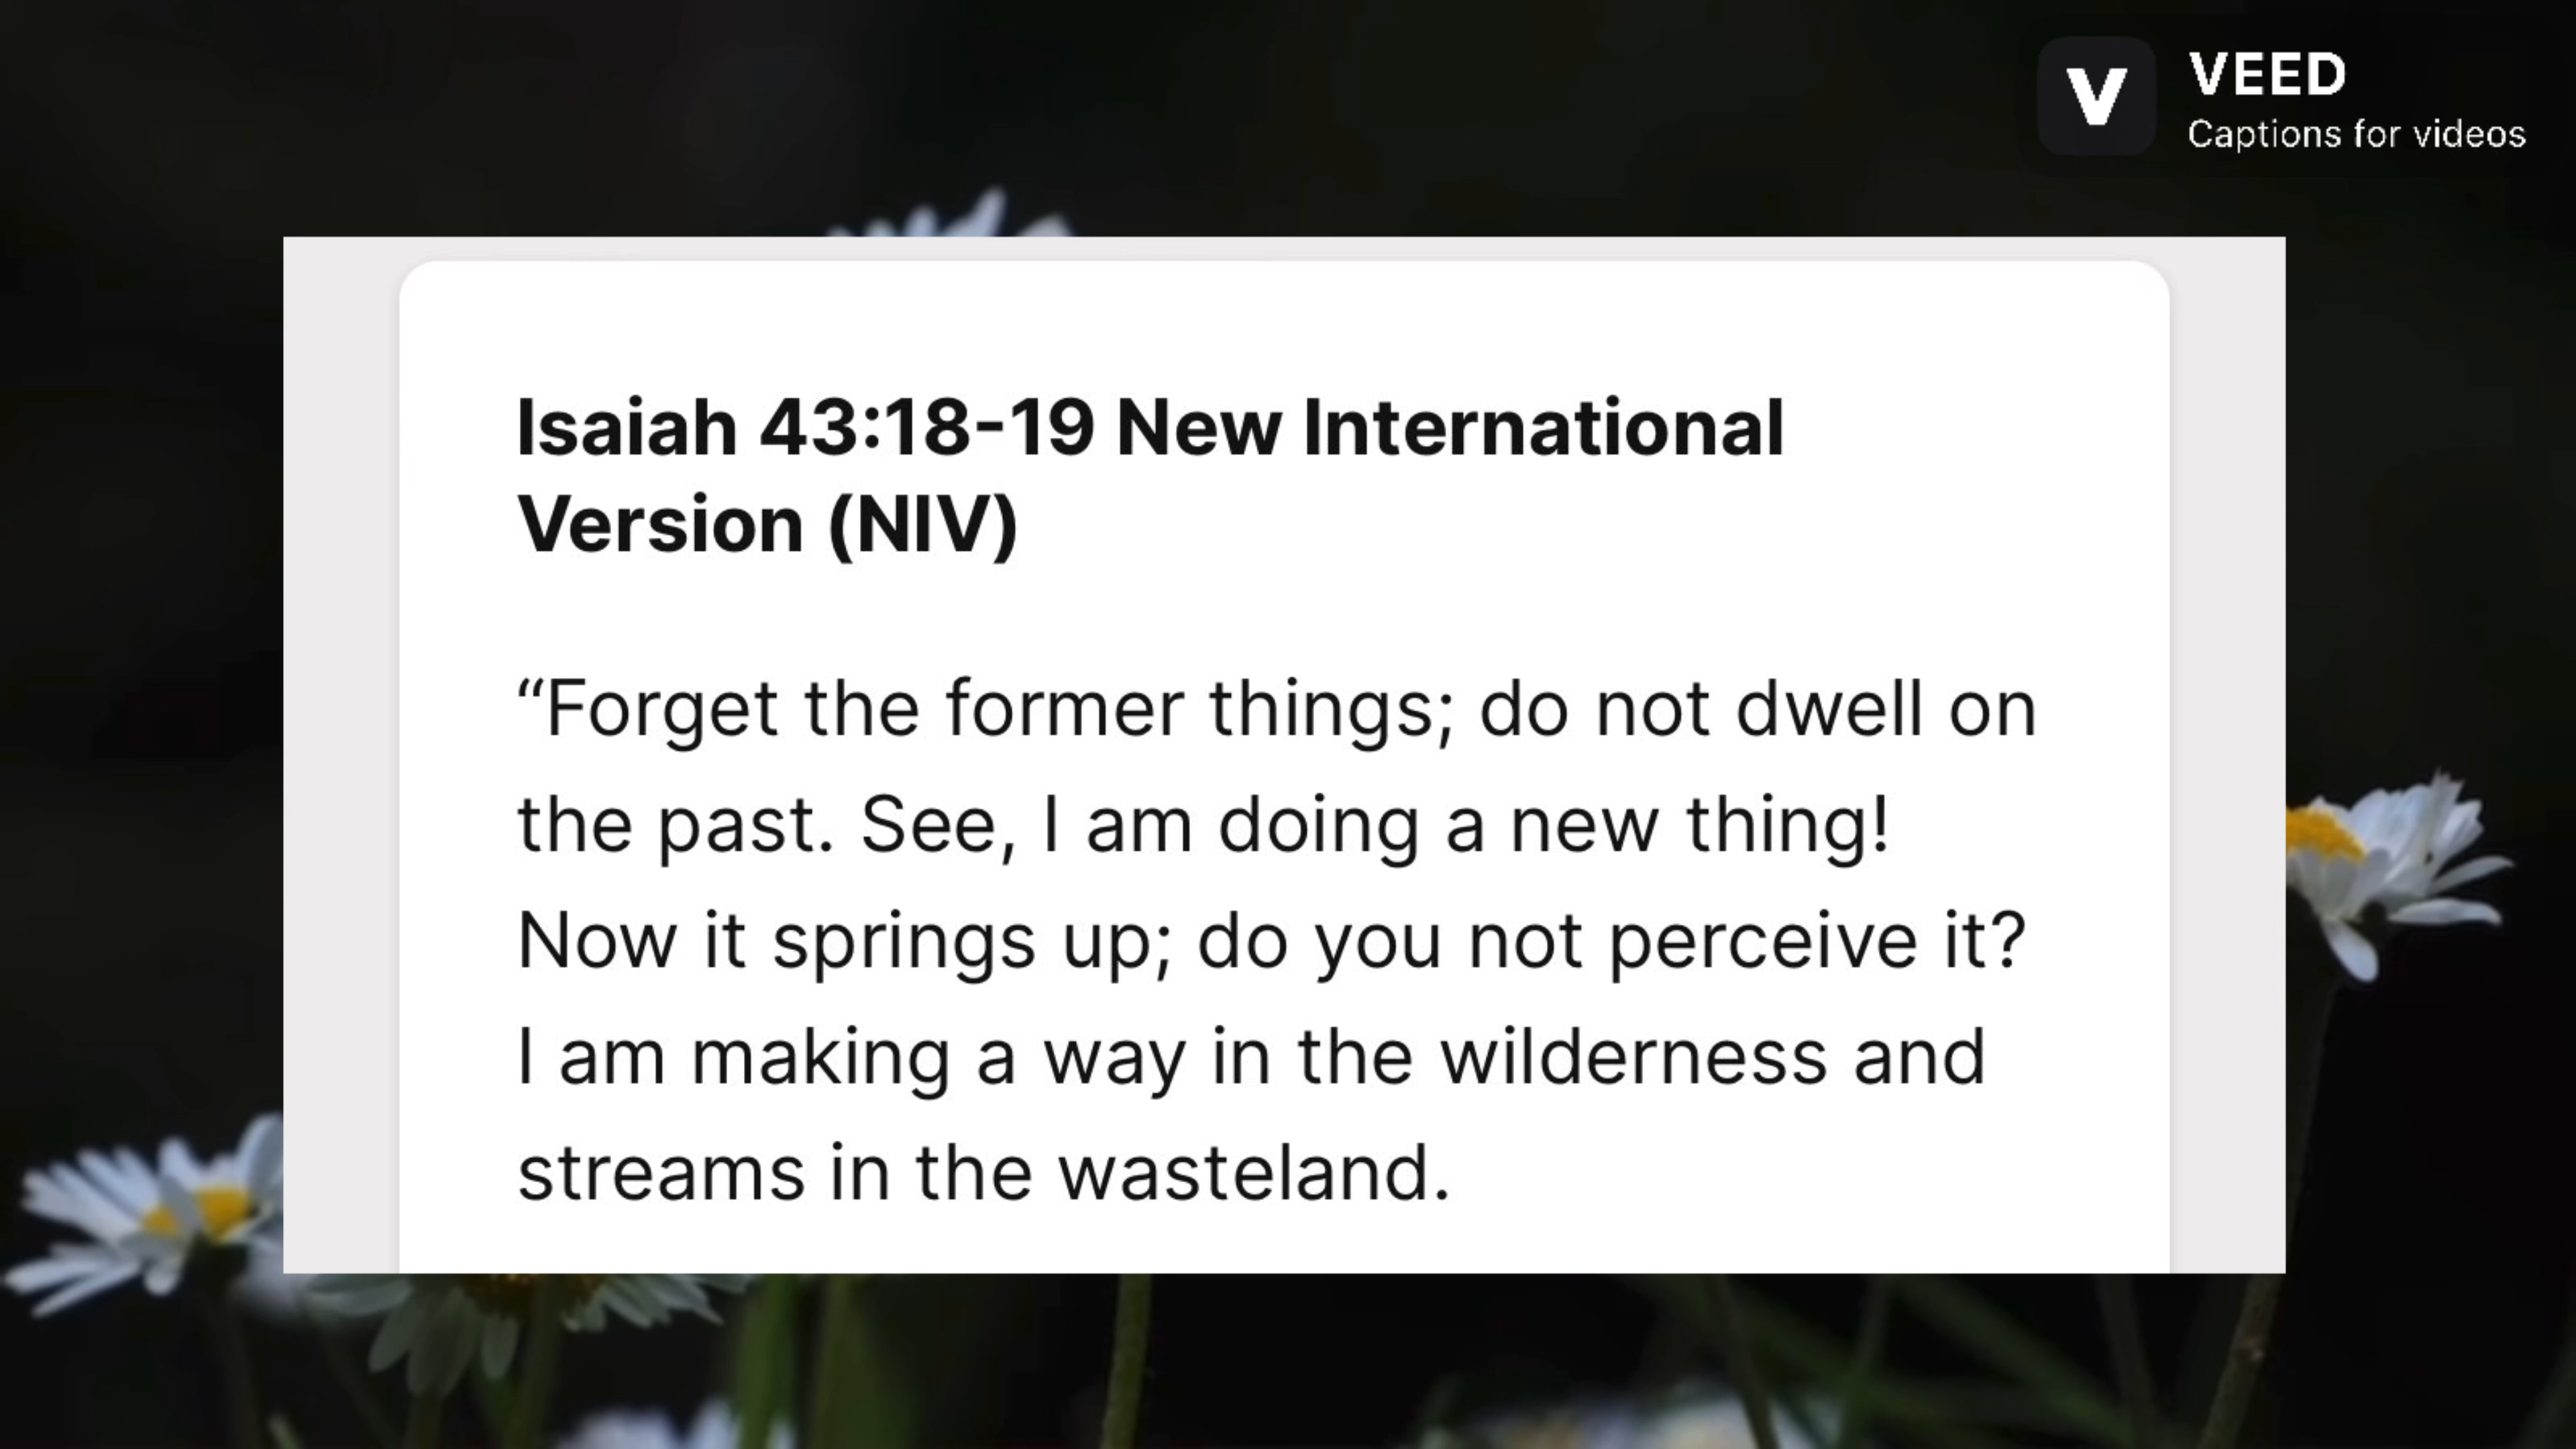 V
VEED
Captions for videos
Isaiah 43:18-19 New International
Version (NIV)
“Forget the former things; do not dwell on
the past. See, I am doing a new thing!
Now it springs up; do you not perceive it?
I am making a way in the wilderness and
streams in the wasteland.